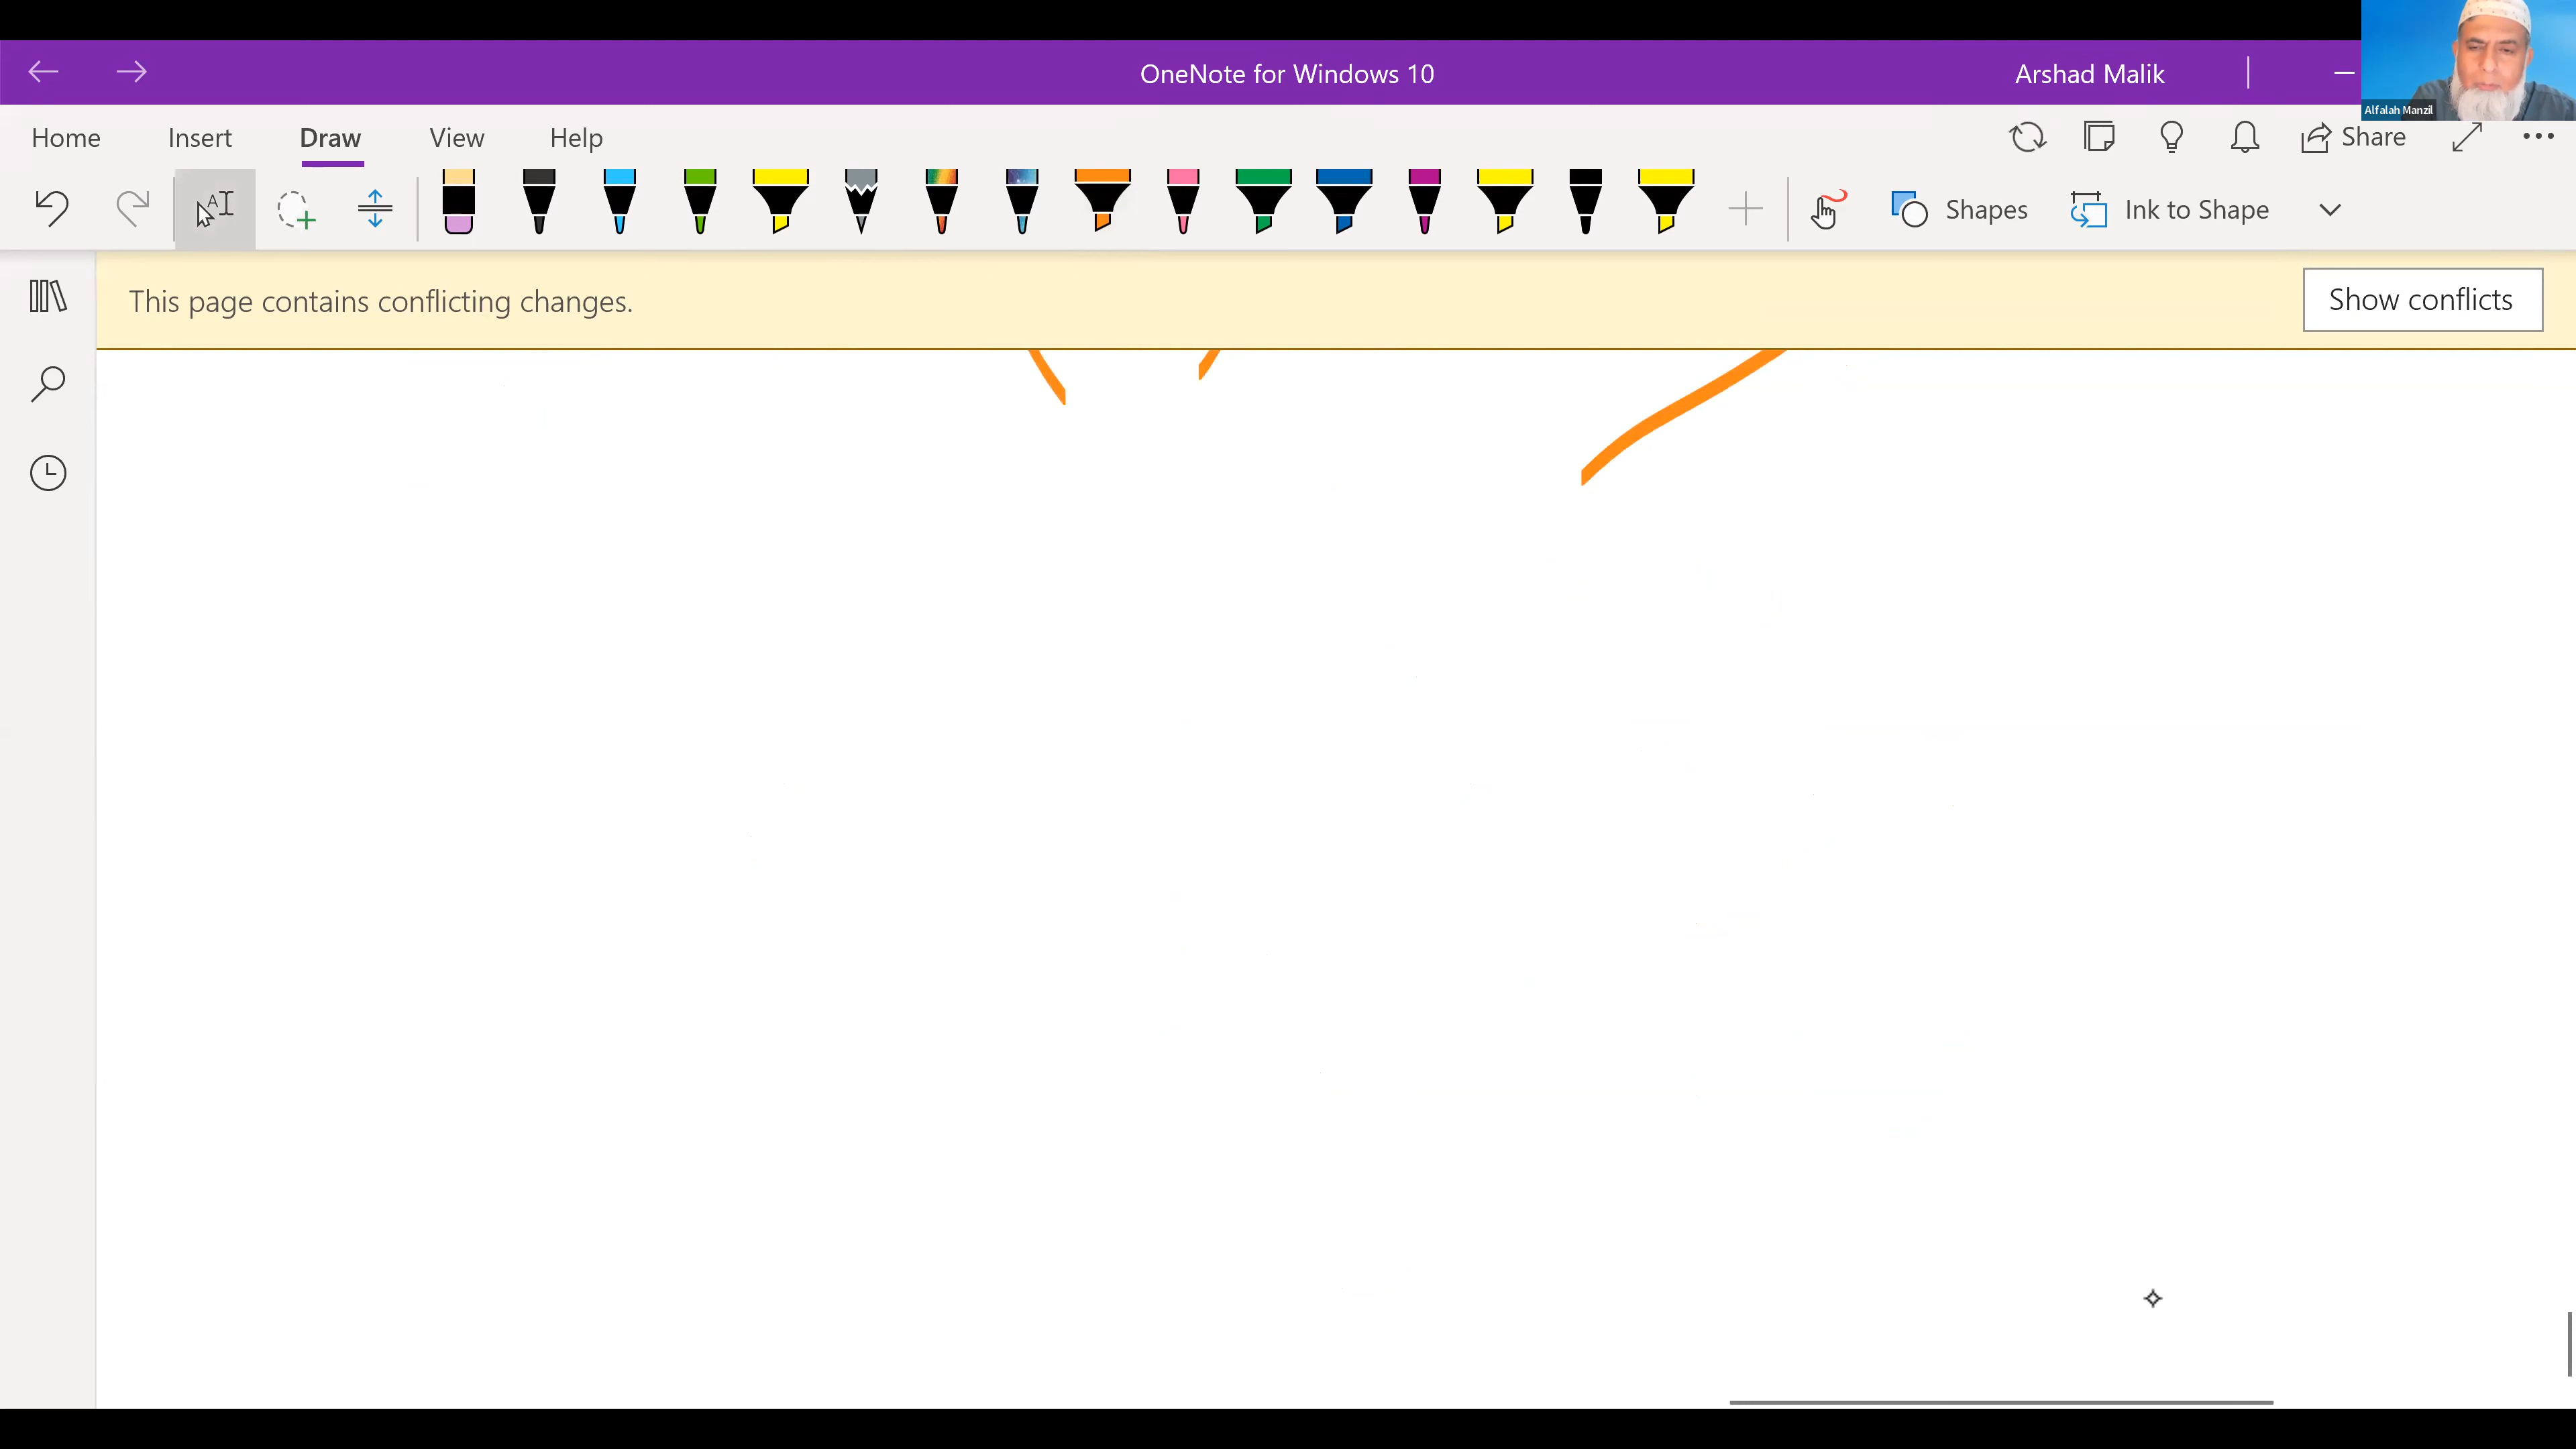 OneNote for Windows 10
Arshad Malik
Alfalah Manzil
Home
Insert
Draw
View
Help
Share
Shapes
Ink to Shape
This page contains conflicting changes.
Show conflicts